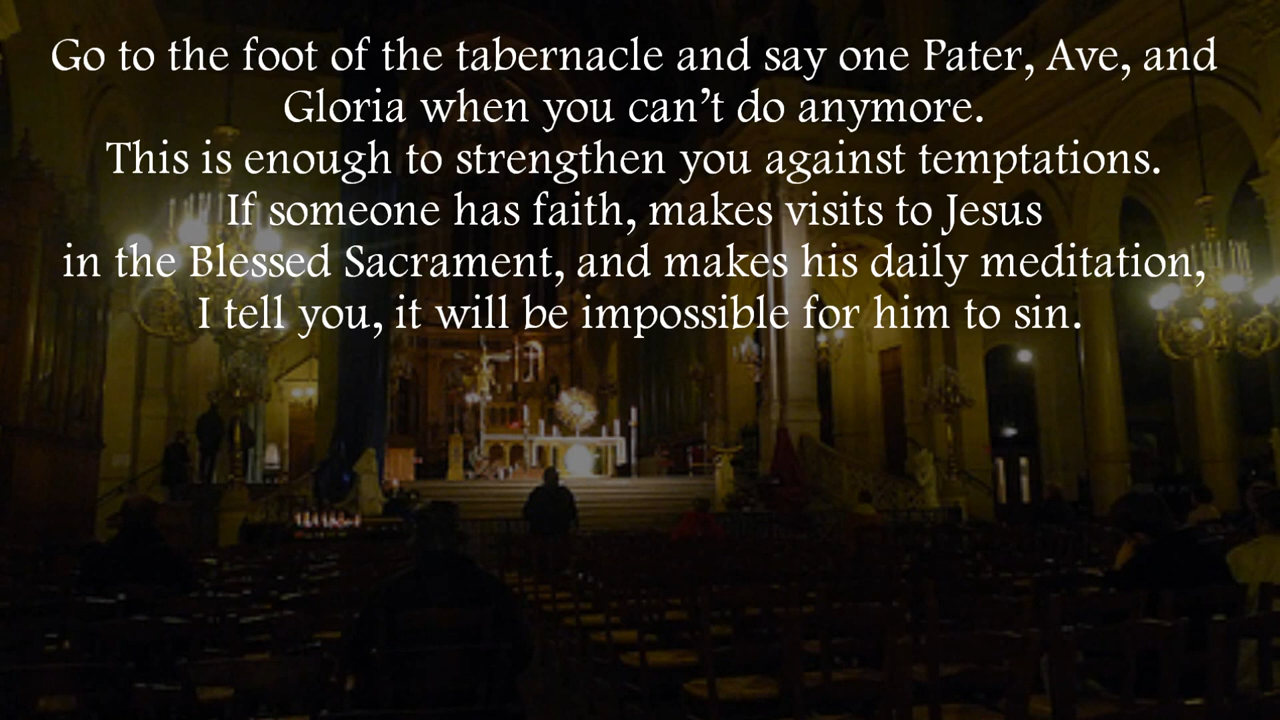 Go to the foot of the tabernacle and say one Pater, Ave, and
Gloria when you can’t do anymore.
This is enough to strengthen you against temptations.
If someone has faith, makes visits to Jesus
in the Blessed Sacrament, and makes his daily meditation,
I tell you, it will be impossible for him to sin.